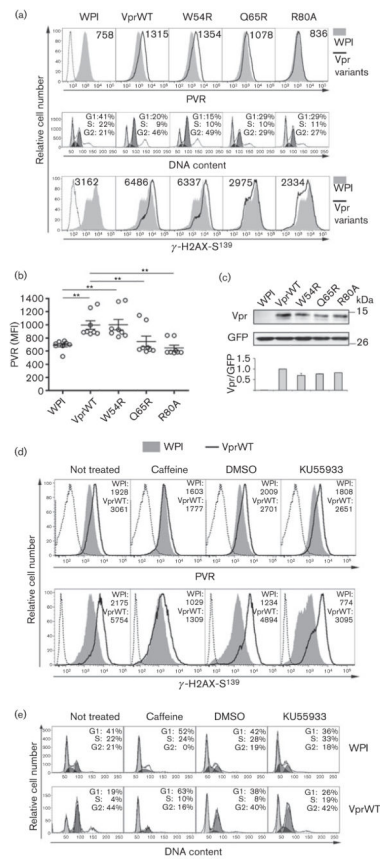 (a)
WPI VprWT W54R Q65R R80A
758 1315 1354 1078 836
WPI
Vpr variants
Relative cell number
PVR
G1:41% G1:20% G1:15% G1:29% G1:29%
S: 22% S: 9% S: 10% S: 10% S: 11%
G2: 21% G2: 46% G2: 49% G2: 29% G2: 27%
0 50 100 150 200 250
DNA content
3162 6486 6337 2975 2334
WPI
Vpr variants
γ-H2AX-S139
(b)
** **
** **
PVR (MFI)
1400
1200
1000
800
600
400
200
0
WPI VprWT W54R Q65R R80A
(c)
WPI VprWT W54R Q65R R80A kDa
Vpr 15
GFP 26
Vpr/GFP
WPI VprWT
(d)
Not treated Caffeine DMSO KU55933
WPI: WPI: WPI: WPI:
1928 1603 2009 1808
VprWT: VprWT: VprWT: VprWT:
3061 1777 2701 2651
Relative cell number
PVR
WPI: WPI: WPI: WPI:
2175 1029 1234 774
VprWT: VprWT: VprWT: VprWT:
5754 1309 4894 3095
γ-H2AX-S139
(e)
Not treated Caffeine DMSO KU55933
G1: 41% G1: 52% G1: 42% G1: 36%
S: 22% S: 24% S: 28% S: 33%
G2: 21% G2: 0% G2: 19% G2: 18%
WPI
Relative cell number
G1: 19% G1: 63% G1: 38% G1: 26%
S: 4% S: 10% S: 8% S: 19%
G2: 44% G2: 16% G2: 40% G2: 42%
VprWT
DNA content